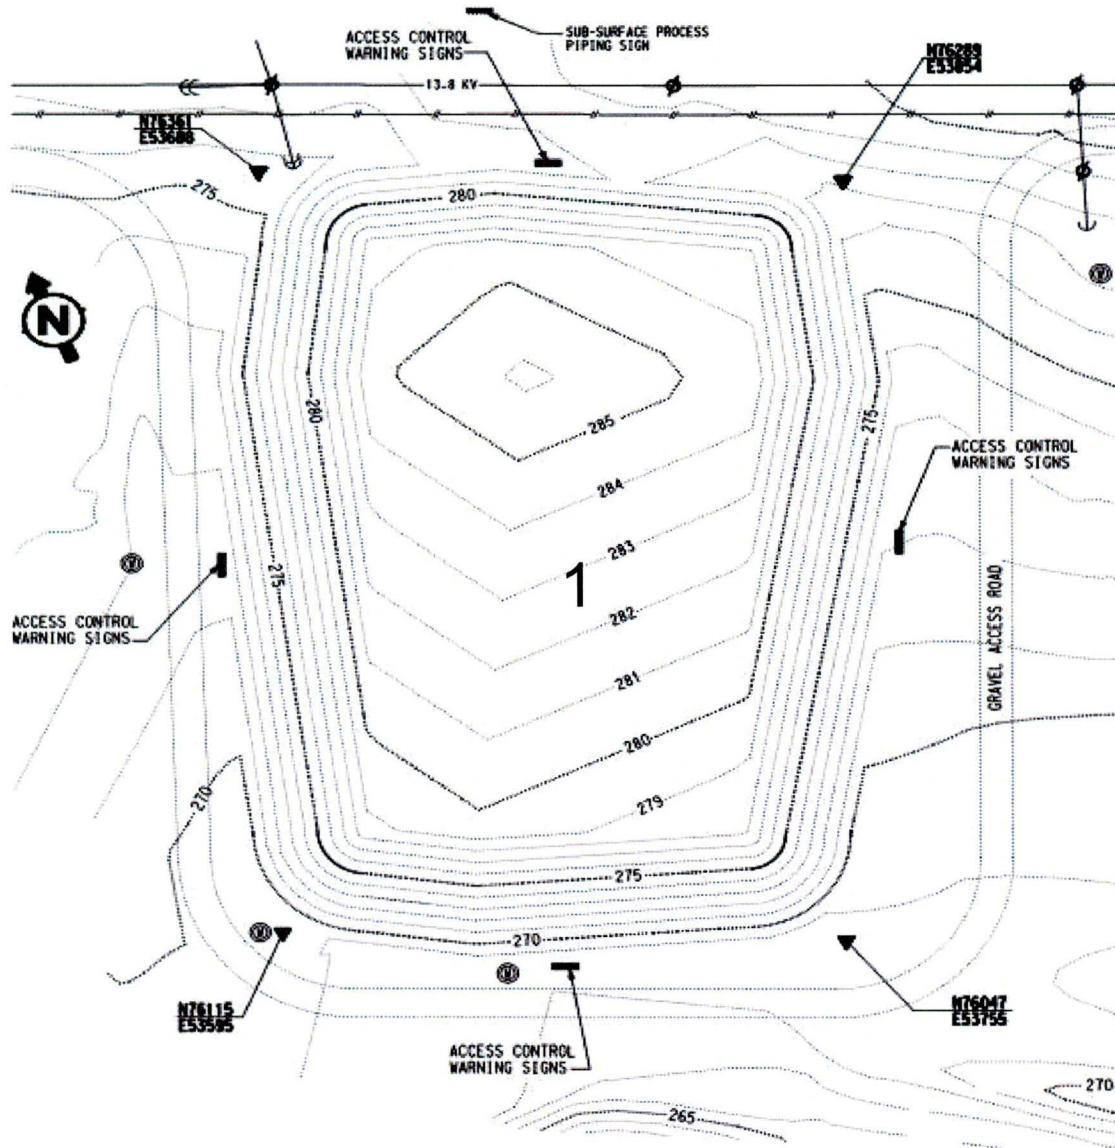 SUB-SURFACE PROCESS
PIPING SIGN
ACCESS CONTROL
WARNING SIGNS
N76289
E53854
13.8 KV
N76361
E53688
275
280
N
285
280
275
284
ACCESS CONTROL
WARNING SIGNS
283
275
1
ACCESS CONTROL
WARNING SIGNS
282
GRAVEL ACCESS ROAD
281
280
270
279
275
270
N76115
E53595
N76047
E53755
ACCESS CONTROL
WARNING SIGNS
270
265